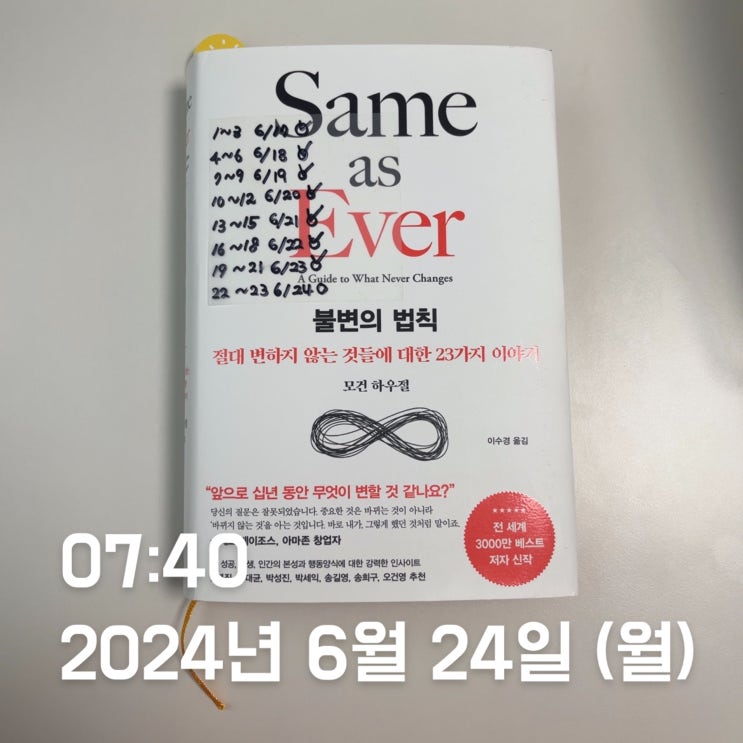 Same
as
Ever
A Guide to What Never Changes
1~3 6/10
4~6 6/18
7~9 6/19
10~12 6/20
13~15 6/21
16~18 6/22
19~21 6/23
22~23 6/24
불변의 법칙
절대 변하지 않는 것들에 대한 23가지 이야기
모건 하우절
이수경 옮김
“앞으로 십년 동안 무엇이 변할 것 같나요?”
당신의 질문은 잘못되었습니다. 중요한 것은 바뀌는 것이 아니라
‘바뀌지 않는 것’을 아는 것입니다. 바로 내가, 그렇게 했던 것처럼 말이죠.
베이조스, 아마존 창업자
성공, 인간의 본성과 행동양식에 대한 강력한 인사이트
박성진, 박세익, 송길영, 송희구, 오건영 추천
★★★★★
전 세계
3000만 베스트
저자 신작
07:40
2024년 6월 24일 (월)